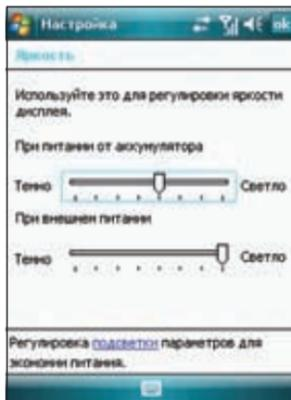 Настройка ok
Яркость
Используйте это для регулировки яркости
дисплея.
При питании от аккумулятора
Темно Светло
При внешнем питании
Темно Светло
Регулировка подсветки параметров для
экономии питания.